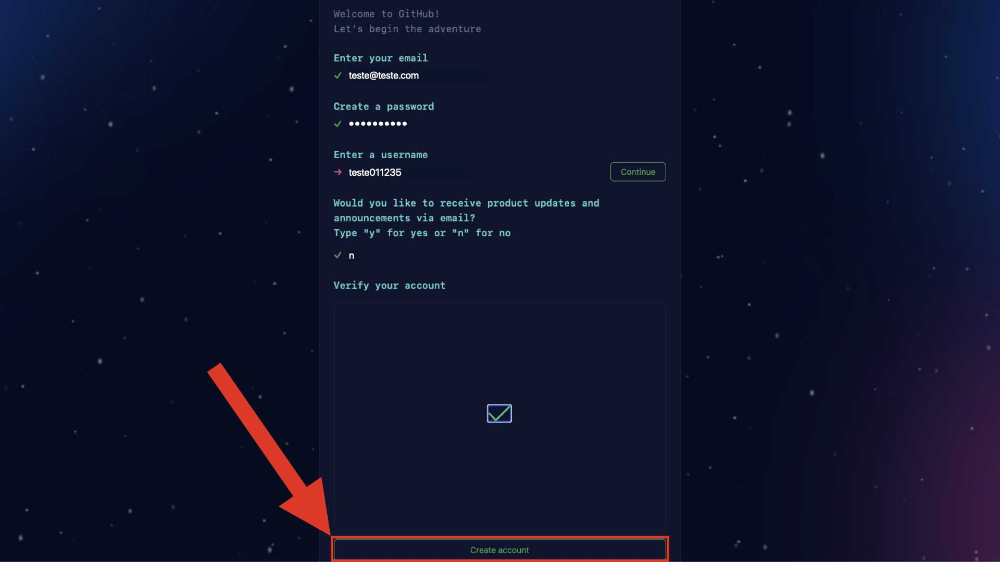 Welcome to GitHub!
Let’s begin the adventure
Enter your email
teste@teste.com
Create a password
••••••••••
Enter a username
teste011235
Continue
Would you like to receive product updates and
announcements via email?
Type "y" for yes or "n" for no
n
Verify your account
Create account